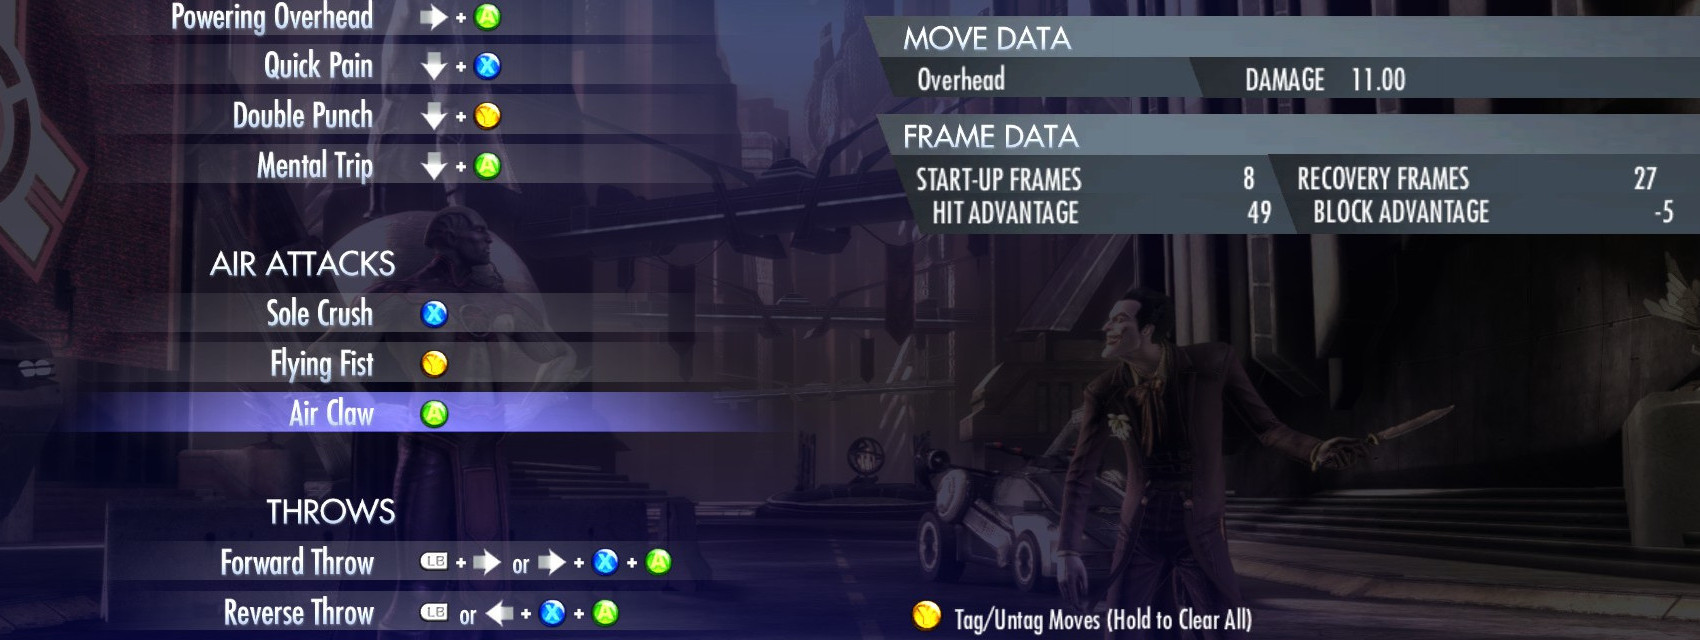 Powering Overhead + A
Quick Pain + X
Double Punch + Y
Mental Trip + A
AIR ATTACKS
Sole Crush X
Flying Fist Y
Air Claw A
THROWS
Forward Throw LB + or + X + A
Reverse Throw LB or + X + A
MOVE DATA
Overhead DAMAGE 11.00
FRAME DATA
START-UP FRAMES 8 RECOVERY FRAMES 27
HIT ADVANTAGE 49 BLOCK ADVANTAGE -5
Y Tag/Untag Moves (Hold to Clear All)